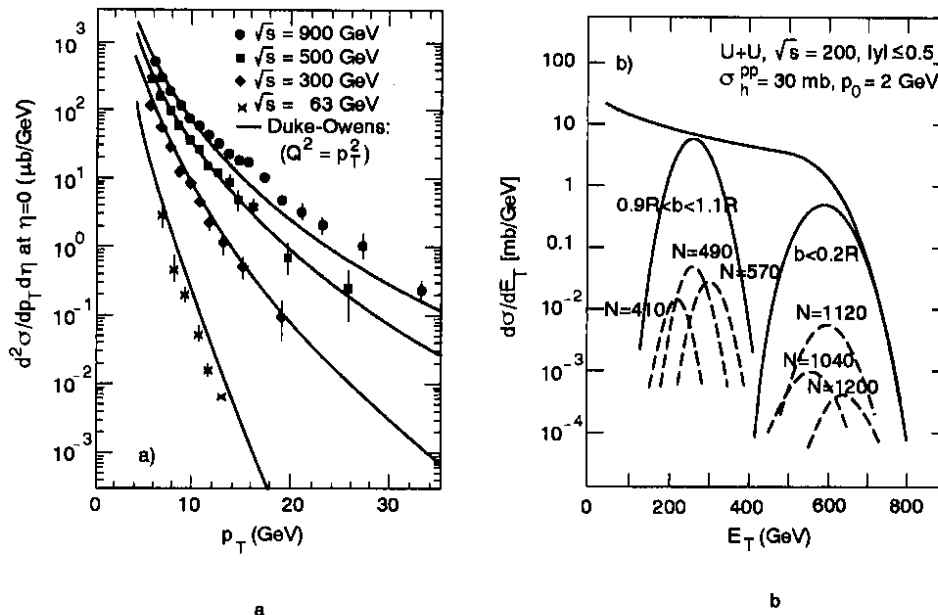 10³
10²
10¹
10⁰
10⁻¹
10⁻²
10⁻³
d²σ/dp_T dη at η=0 (μb/GeV)
● √s = 900 GeV
■ √s = 500 GeV
◆ √s = 300 GeV
× √s = 63 GeV
— Duke-Owens:
(Q² = p_T²)
a)
0 10 20 30
p_T (GeV)
a
b)
U+U, √s = 200, |y| ≤0.5
σ_h^pp = 30 mb, p₀ = 2 GeV
100
10
1
0.1
10⁻²
10⁻³
10⁻⁴
dσ/dE_T [mb/GeV]
0.9R<b<1.1R
b<0.2R
N=490
N=570
N=410
N=1120
N=1040
N=1200
200 400 600 800
E_T (GeV)
b